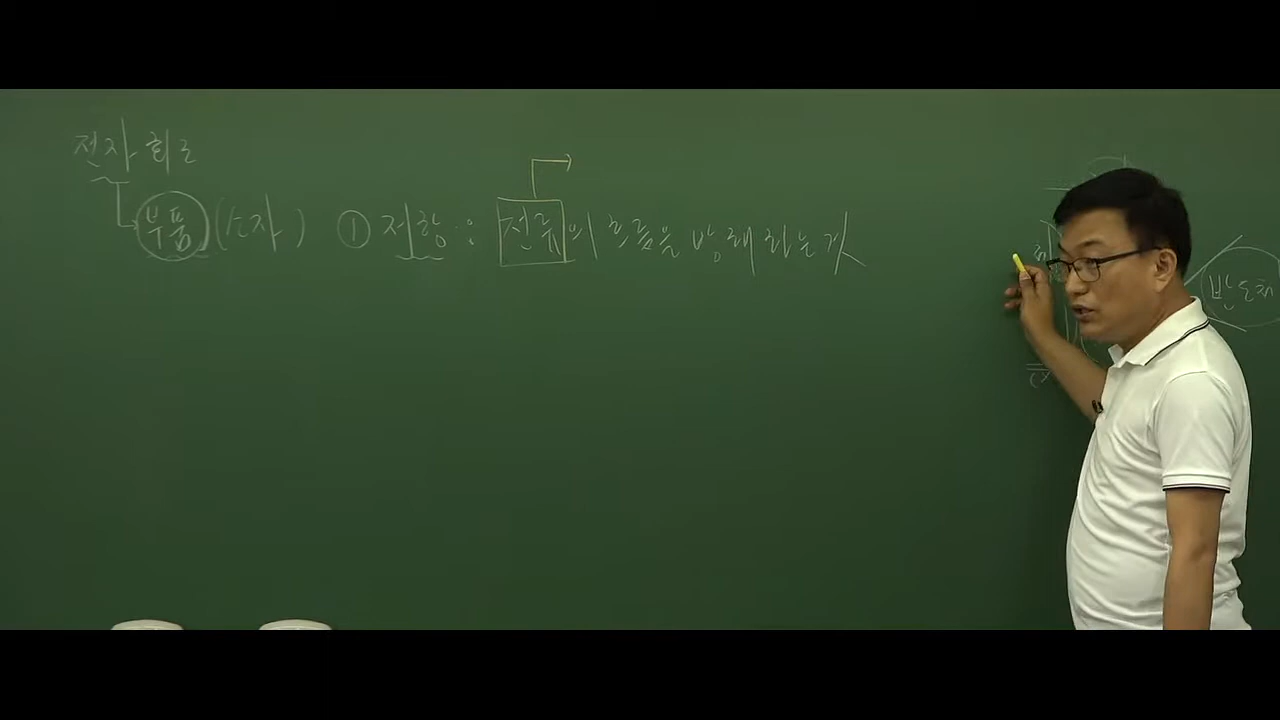 전자회로
부품 (소자) ① 저항 : 전류의 흐름을 방해하는 것
반도체